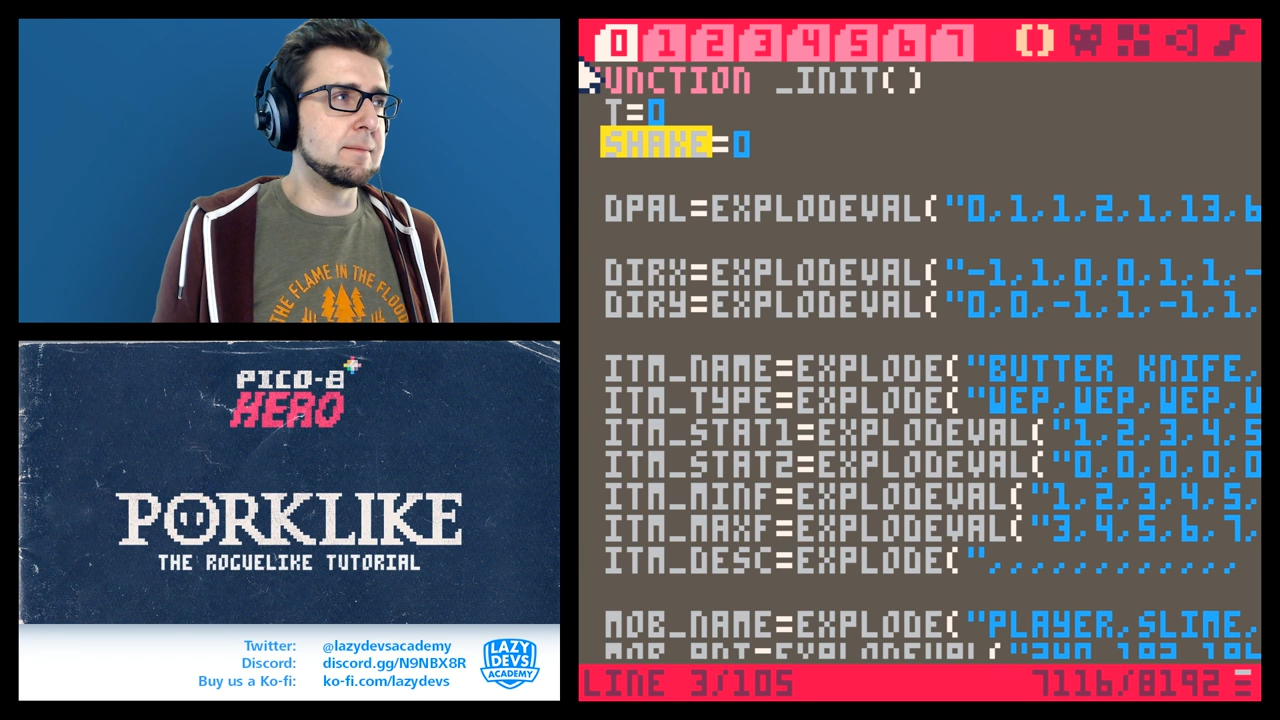 THE FLAME IN THE FLOOD
PICO-8
HERO
PORKLIKE
THE ROGUELIKE TUTORIAL
Twitter: @lazydevsacademy
Discord: discord.gg/N9NBX8R
Buy us a Ko-fi: ko-fi.com/lazydevs
LAZY
DEVS
ACADEMY
0 1 2 3 4 5 6 7
UNCTION _INIT()
T=0
SHAKE=0
DPAL=EXPLODEVAL("0,1,1,2,1,13,6
DIRX=EXPLODEVAL("-1,1,0,0,1,1,-
DIRY=EXPLODEVAL("0,0,-1,1,-1,1,
ITM_NAME=EXPLODE("BUTTER KNIFE,
ITM_TYPE=EXPLODE("WEP,WEP,WEP,W
ITM_STAT1=EXPLODEVAL("1,2,3,4,5
ITM_STAT2=EXPLODEVAL("0,0,0,0,0
ITM_MINF=EXPLODEVAL("1,2,3,4,5,
ITM_MAXF=EXPLODEVAL("3,4,5,6,7,
ITM_DESC=EXPLODE(",,,,,,,,,,,,
MOB_NAME=EXPLODE("PLAYER,SLIME,
LINE 3/105
7116/8192